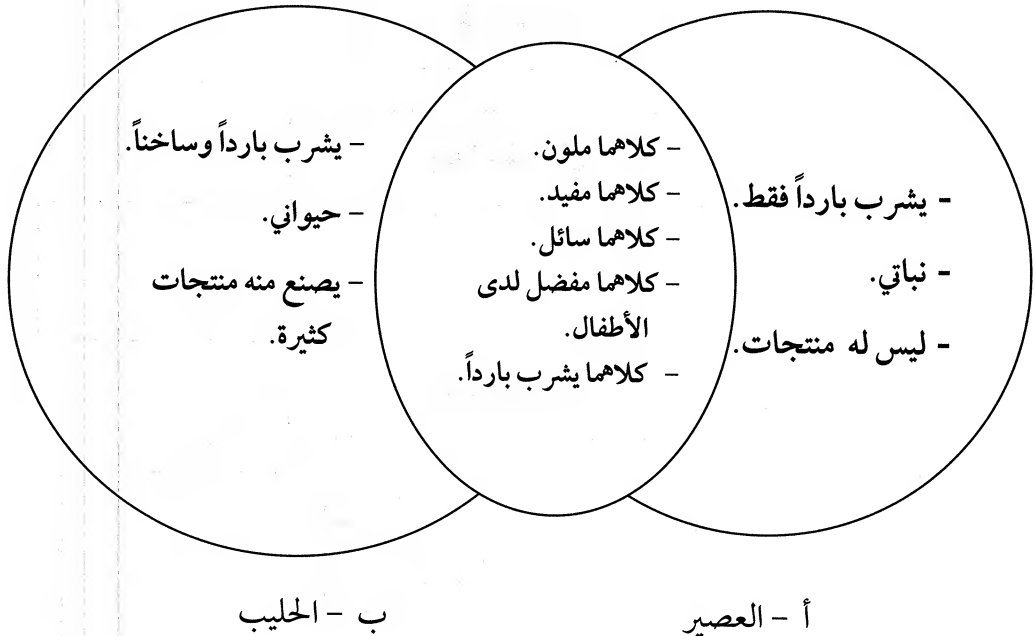 - يشرب بارداً فقط.
- نباتي.
- ليس له منتجات.
- كلاهما ملون.
- كلاهما مفيد.
- كلاهما سائل.
- كلاهما مفضل لدى
الأطفال.
- كلاهما يشرب بارداً.
- يشرب بارداً وساخناً.
- حيواني.
- يصنع منه منتجات
كثيرة.
أ - العصير
ب - الحليب